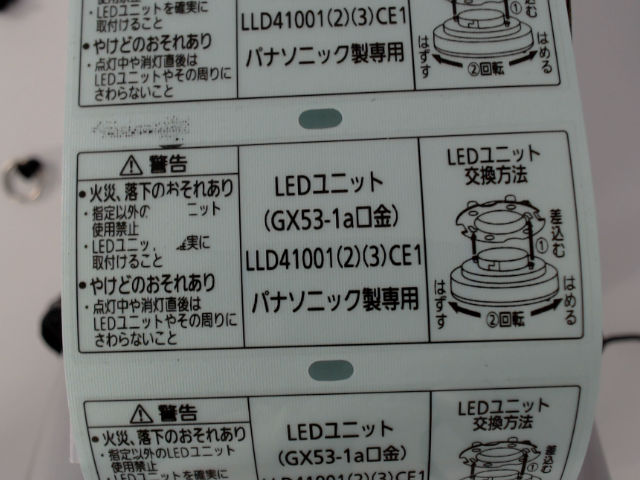 ・LEDユニットを確実に
取付けること
●やけどのおそれあり
・点灯中や消灯直後は
LEDユニットやその周りに
さわらないこと
LLD41001(2)(3)CE1
パナソニック製専用
①
はずす
②回転
はめる
⚠警告
●火災、落下のおそれあり
・指定以外の ニット
使用禁止
・LEDユニ 確実に
取付けること
●やけどのおそれあり
・点灯中や消灯直後は
LEDユニットやその周りに
さわらないこと
LEDユニット
(GX53-1a口金)
LLD41001(2)(3)CE1
パナソニック製専用
LEDユニット
交換方法
差込む
①
はずす
②回転
はめる
⚠警告
●火災、落下のおそれあり
・指定以外のLEDユニット
使用禁止
・LEDユニットを確実に
LEDユニット
(GX53-1a口金)
LLD41001(2)(3)CE1
LEDユニット
交換方法
差込む
①